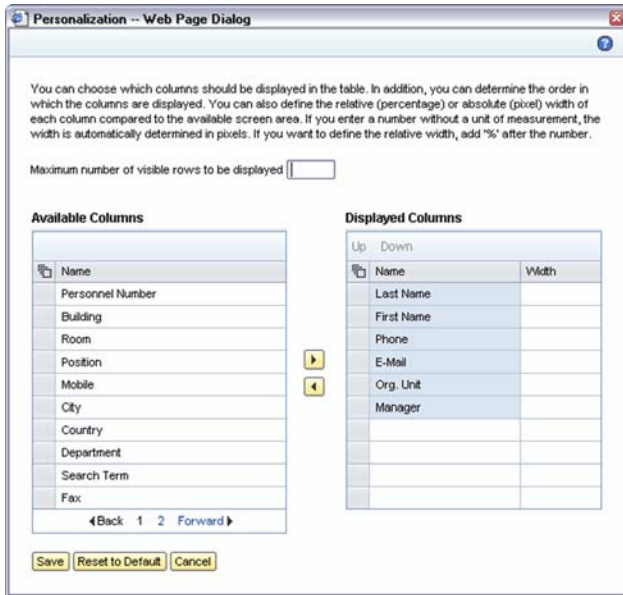 Personalization -- Web Page Dialog
You can choose which columns should be displayed in the table. In addition, you can determine the order in
which the columns are displayed. You can also define the relative (percentage) or absolute (pixel) width of
each column compared to the available screen area. If you enter a number without a unit of measurement, the
width is automatically determined in pixels. If you want to define the relative width, add '%' after the number.
Maximum number of visible rows to be displayed
Available Columns
Name
Personnel Number
Building
Room
Position
Mobile
City
Country
Department
Search Term
Fax
Back 1 2 Forward
Displayed Columns
Up Down
Name Width
Last Name
First Name
Phone
E-Mail
Org. Unit
Manager
Save Reset to Default Cancel